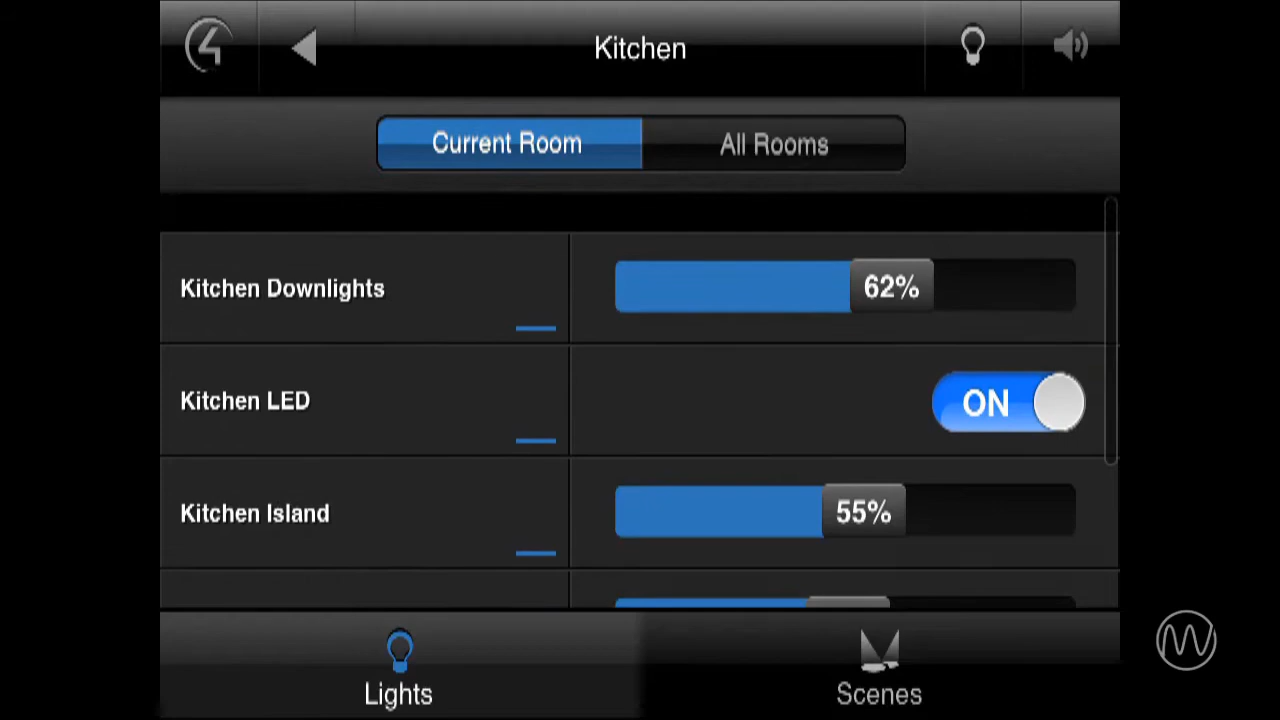 Kitchen
Current Room
All Rooms
Kitchen Downlights
62%
Kitchen LED
ON
Kitchen Island
55%
Lights
Scenes